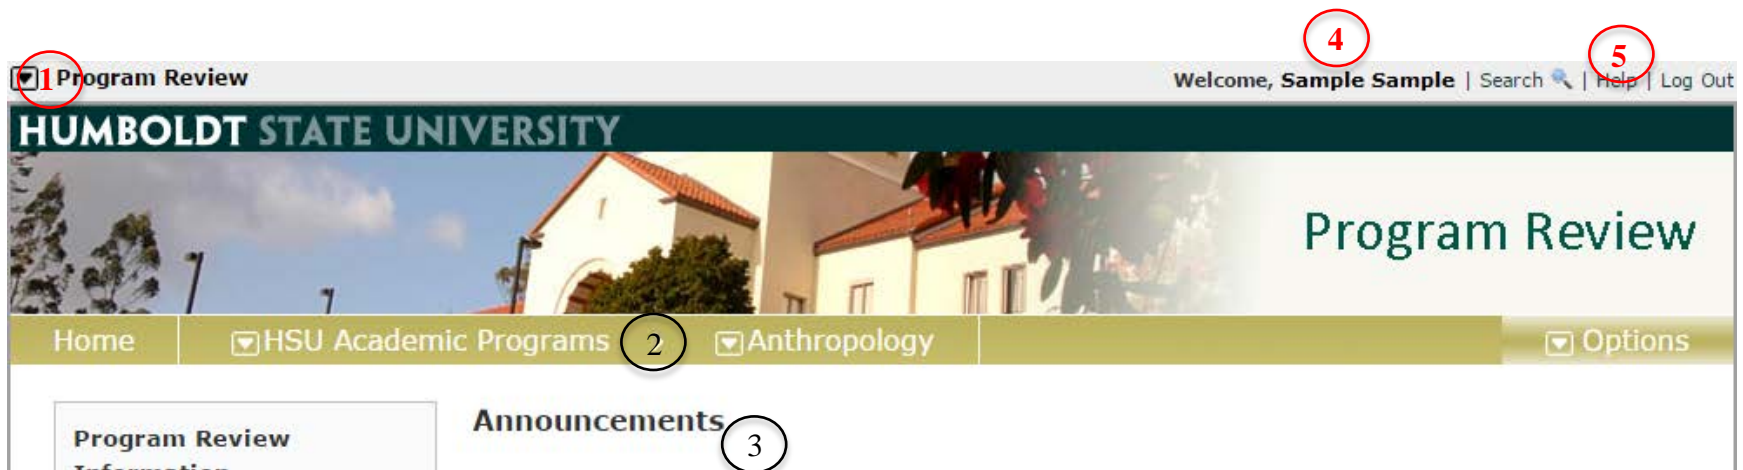 4
1 Program Review Welcome, Sample Sample | Search | Help | Log Out
5
HUMBOLDT STATE UNIVERSITY
Program Review
Home HSU Academic Programs 2 Anthropology Options
Announcements
3
Program Review
Information